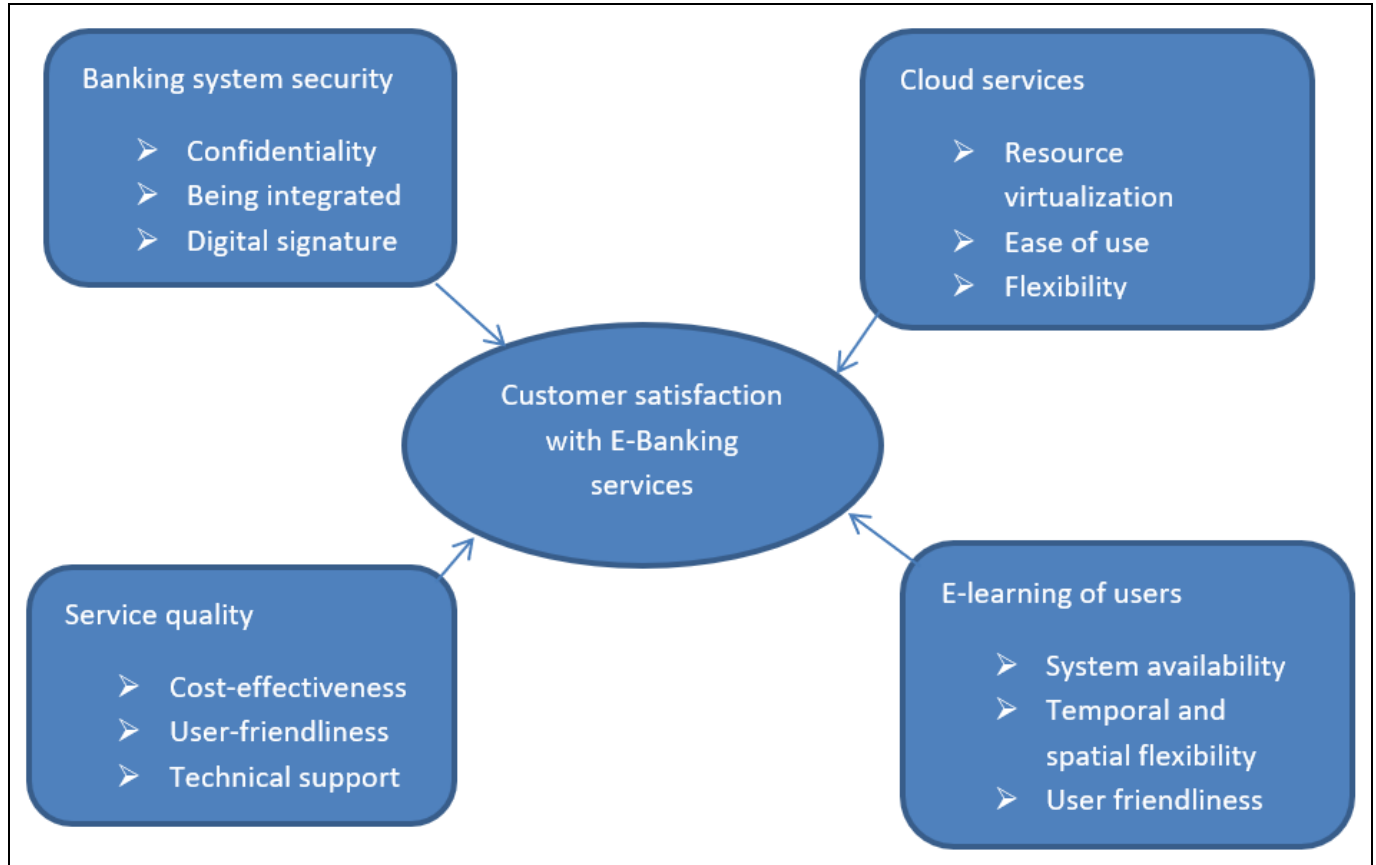 Banking system security
➢ Confidentiality
➢ Being integrated
➢ Digital signature
Cloud services
➢ Resource
virtualization
➢ Ease of use
➢ Flexibility
Customer satisfaction
with E-Banking
services
Service quality
➢ Cost-effectiveness
➢ User-friendliness
➢ Technical support
E-learning of users
➢ System availability
➢ Temporal and
spatial flexibility
➢ User friendliness